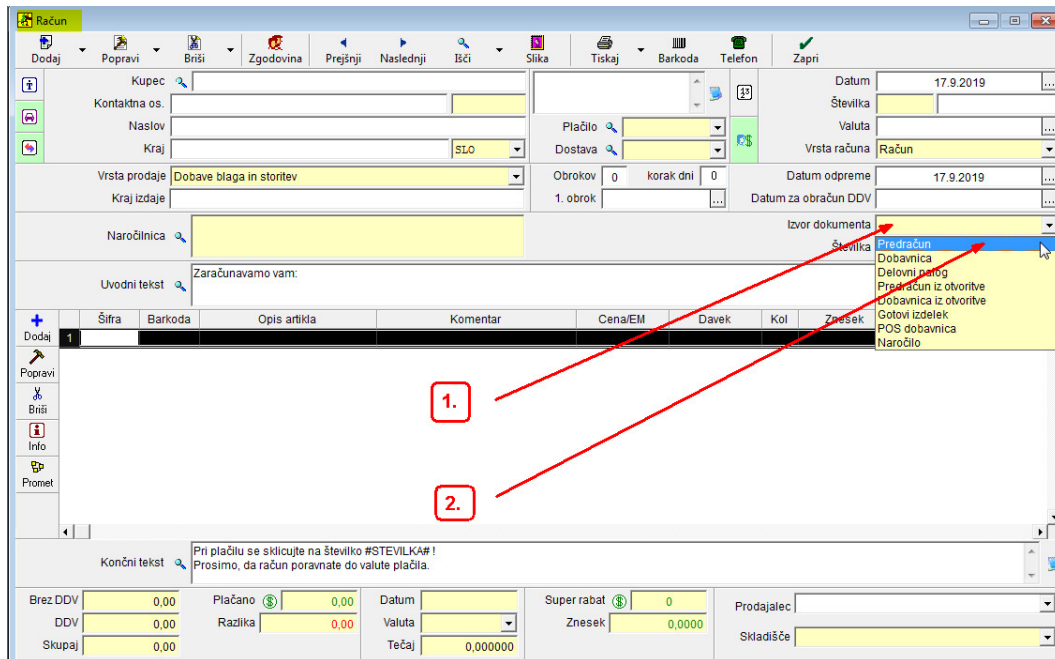 Račun
Dodaj Popravi Briši Zgodovina Prejšnji Naslednji Išči Slika Tiskaj Barkoda Telefon Zapri
Kupec Datum 17.9.2019 ...
Kontaktna os. Številka
Naslov Plačilo Valuta ...
Kraj SLO Dostava Vrsta računa Račun
Vrsta prodaje Dobave blaga in storitev Obrokov 0 korak dni 0 Datum odpreme 17.9.2019 ...
Kraj izdaje 1. obrok ... Datum za obračun DDV ...
Izvor dokumenta
Naročilnica Številka Predračun
Dobavnica
Delovni nalog
Predračun iz otvoritve
Dobavnica iz otvoritve
Gotovi izdelek
POS dobavnica
Naročilo
Uvodni tekst Zaračunavamo vam:
Dodaj Šifra Barkoda Opis artikla Komentar Cena/EM Davek Kol Znesek
1
Popravi
Briši
Info
Promet
1.
2.
Končni tekst Pri plačilu se sklicujte na številko #STEVILKA# !
Prosimo, da račun poravnate do valute plačila.
Brez DDV 0,00 Plačano 0,00 Datum Super rabat 0 Prodajalec
DDV 0,00 Razlika 0,00 Valuta Znesek 0,0000
Skupaj 0,00 Tečaj 0,000000 Skladišče